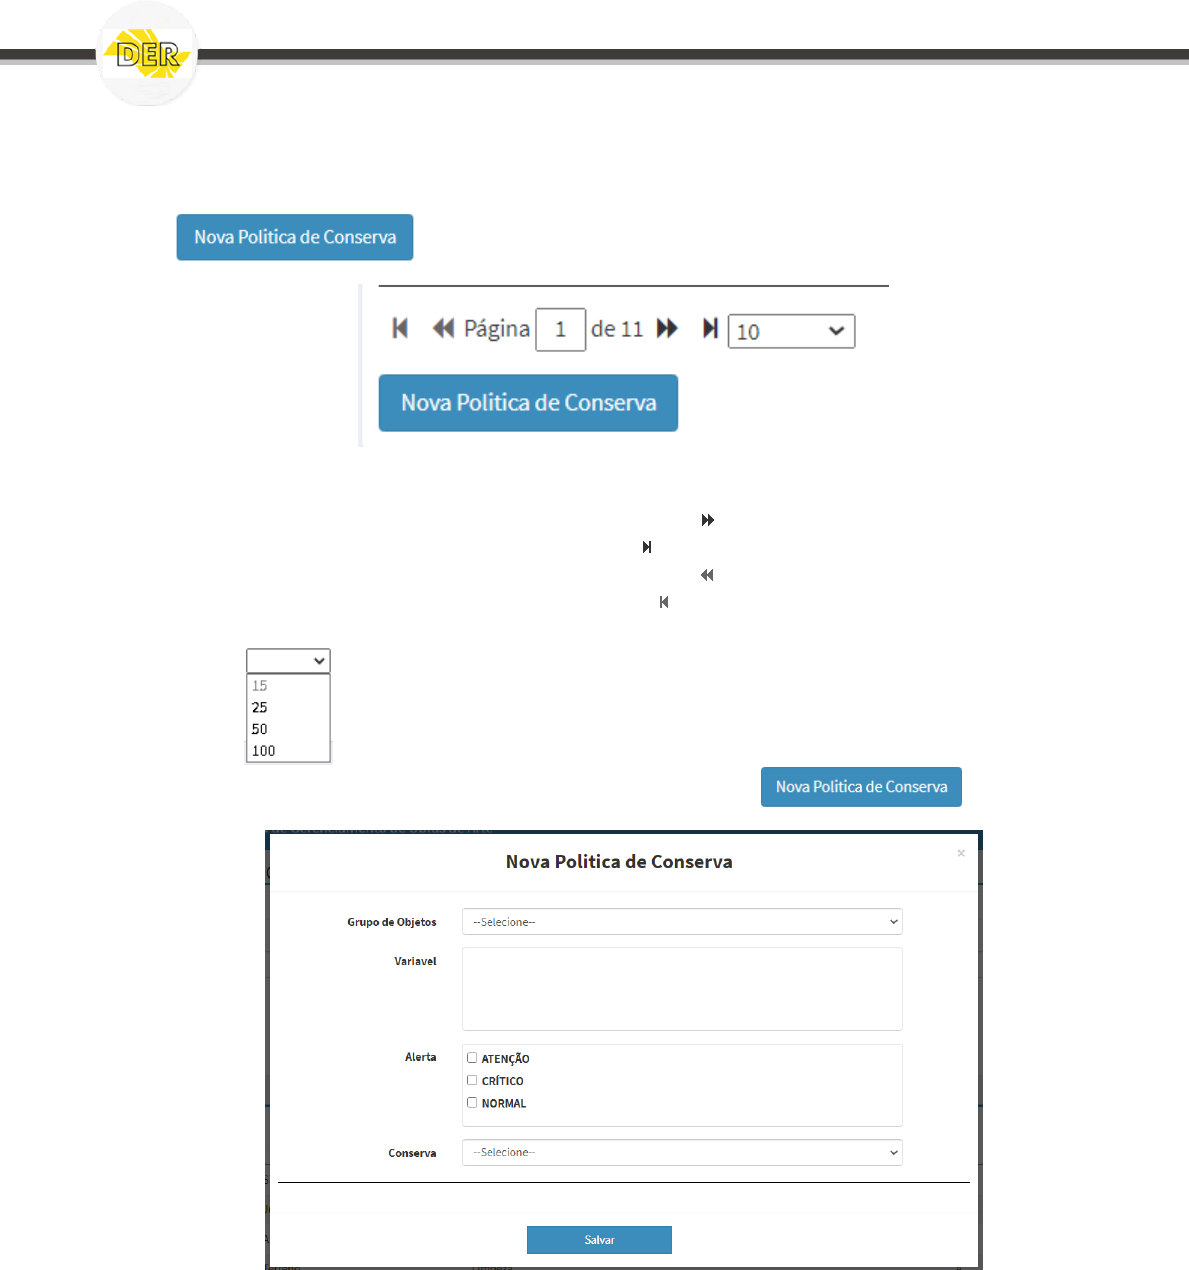 DER
Nova Politica de Conserva
Página 1 de 11 10
Nova Politica de Conserva
15
25
50
100
Nova Politica de Conserva
Nova Politica de Conserva ×
Grupo de Objetos --Selecione--
Variavel
Alerta
ATENÇÃO
CRÍTICO
NORMAL
Conserva --Selecione--
Salvar